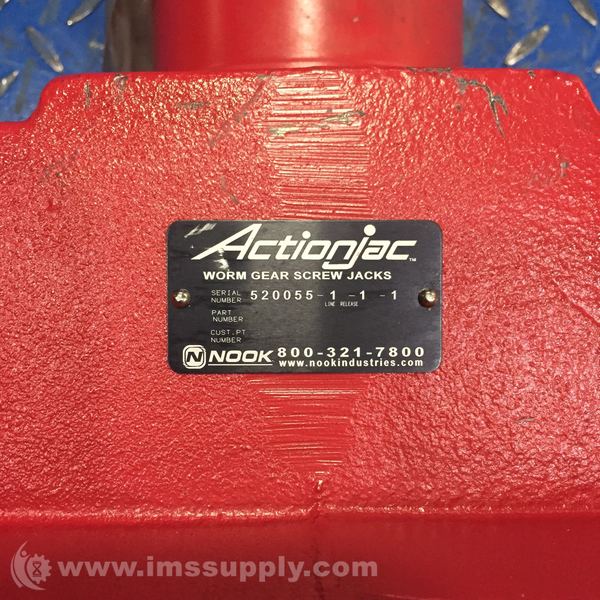 Actionjac™
WORM GEAR SCREW JACKS
SERIAL NUMBER 520055-1 -1 -1
LINE RELEASE
PART NUMBER
CUST.PT NUMBER
N NOOK 800-321-7800
www.nookindustries.com
www.imssupply.com